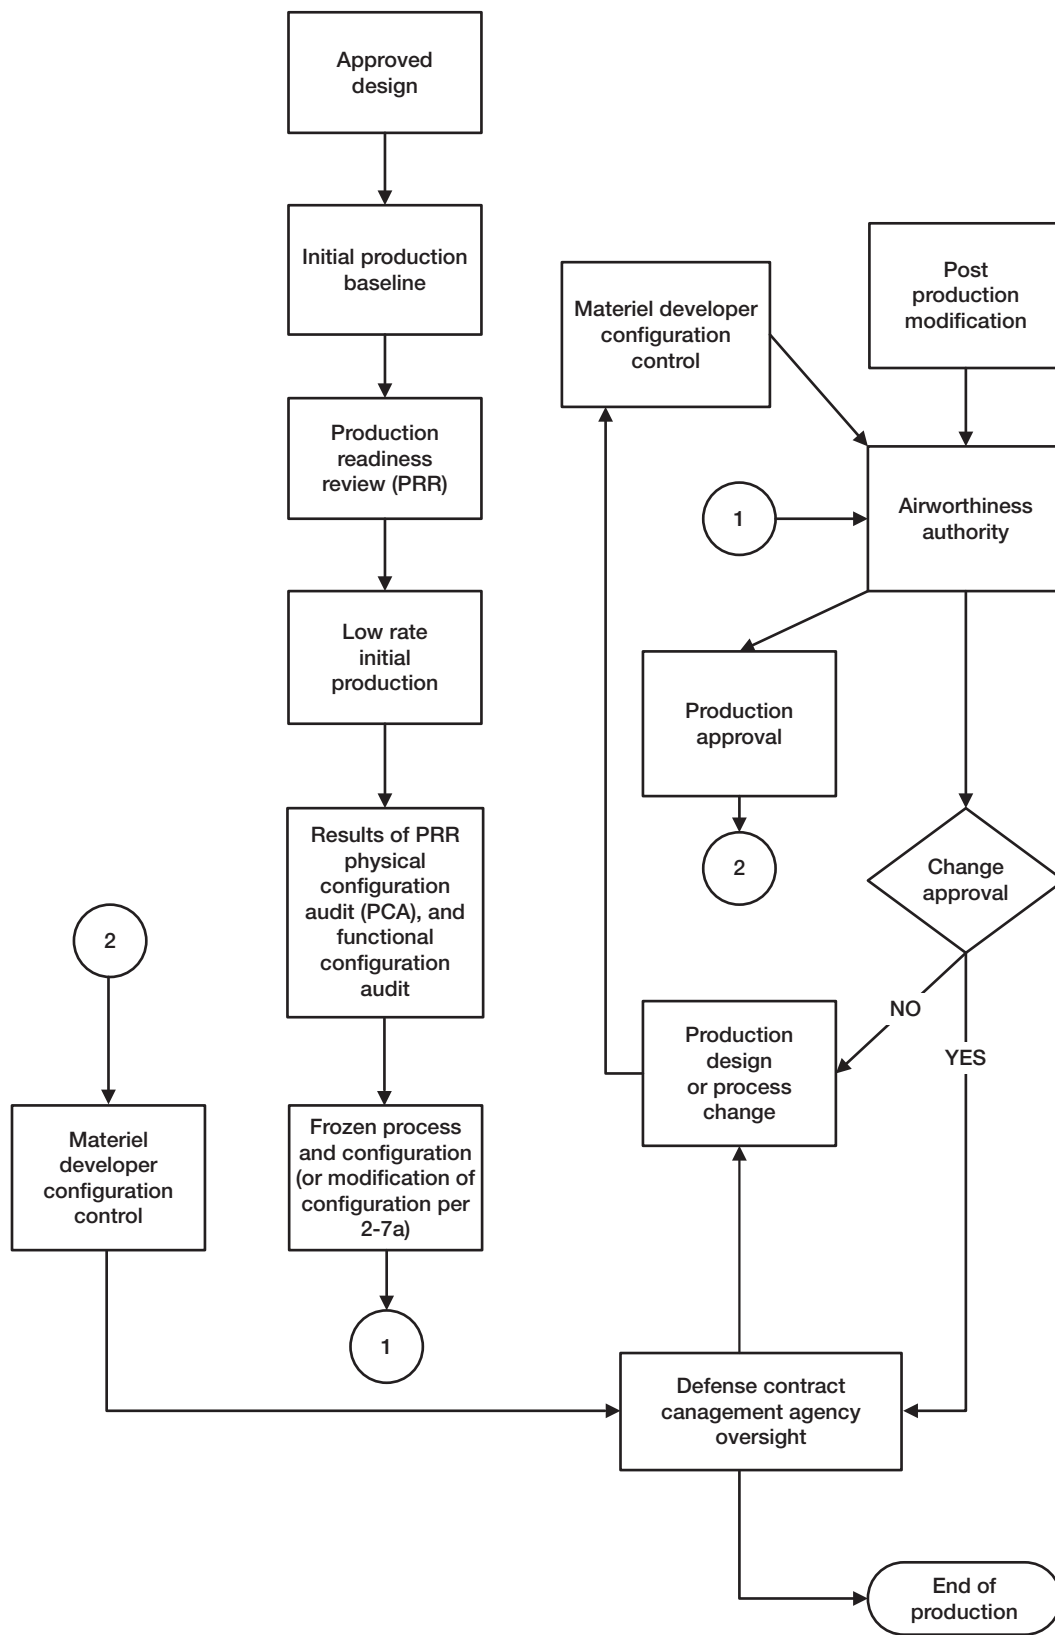 Approved
design
Initial production
baseline
Production
readiness
review (PRR)
Low rate
initial
production
Results of PRR
physical
configuration
audit (PCA), and
functional
configuration
audit
Frozen process
and configuration
(or modification of
configuration per
2-7a)
1
2
Materiel
developer
configuration
control
Materiel developer
configuration
control
Post
production
modification
1
Airworthiness
authority
Production
approval
2
Change
approval
NO
YES
Production
design
or process
change
Defense contract
canagement agency
oversight
End of
production